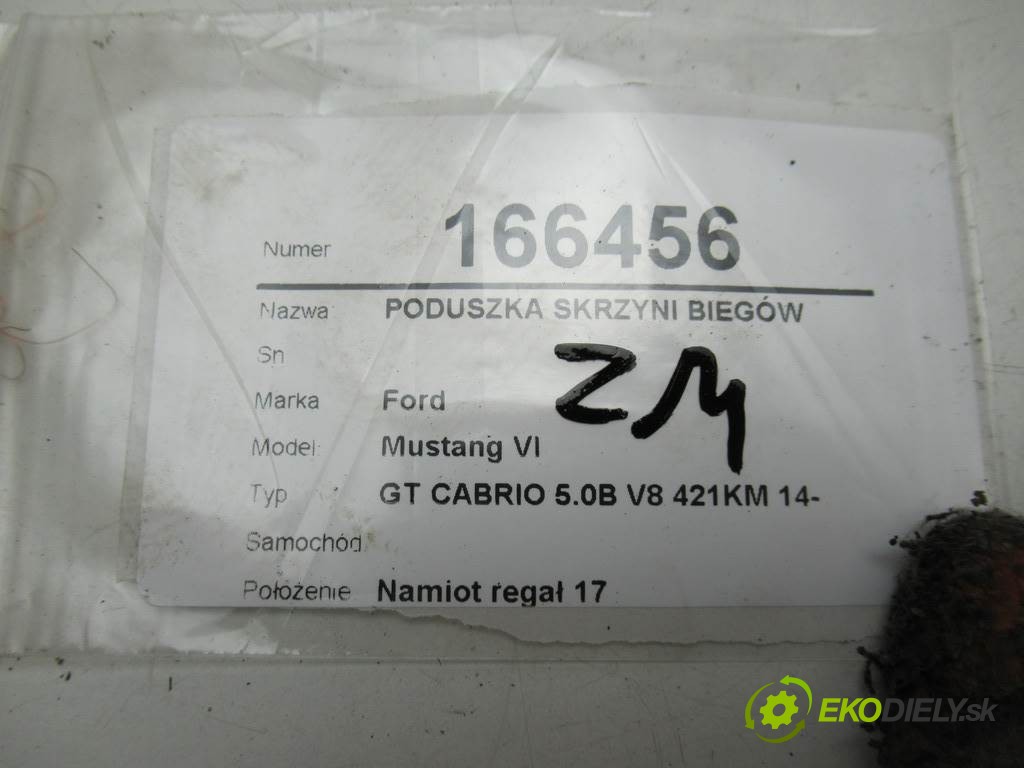 Numer 166456
Nazwa PODUSZKA SKRZYNI BIEGÓW
Sn
Marka Ford
Model: Mustang VI
Typ GT CABRIO 5.0B V8 421KM 14-
Samochód
Położenie Namiot regał 17
EKODIELY.sk